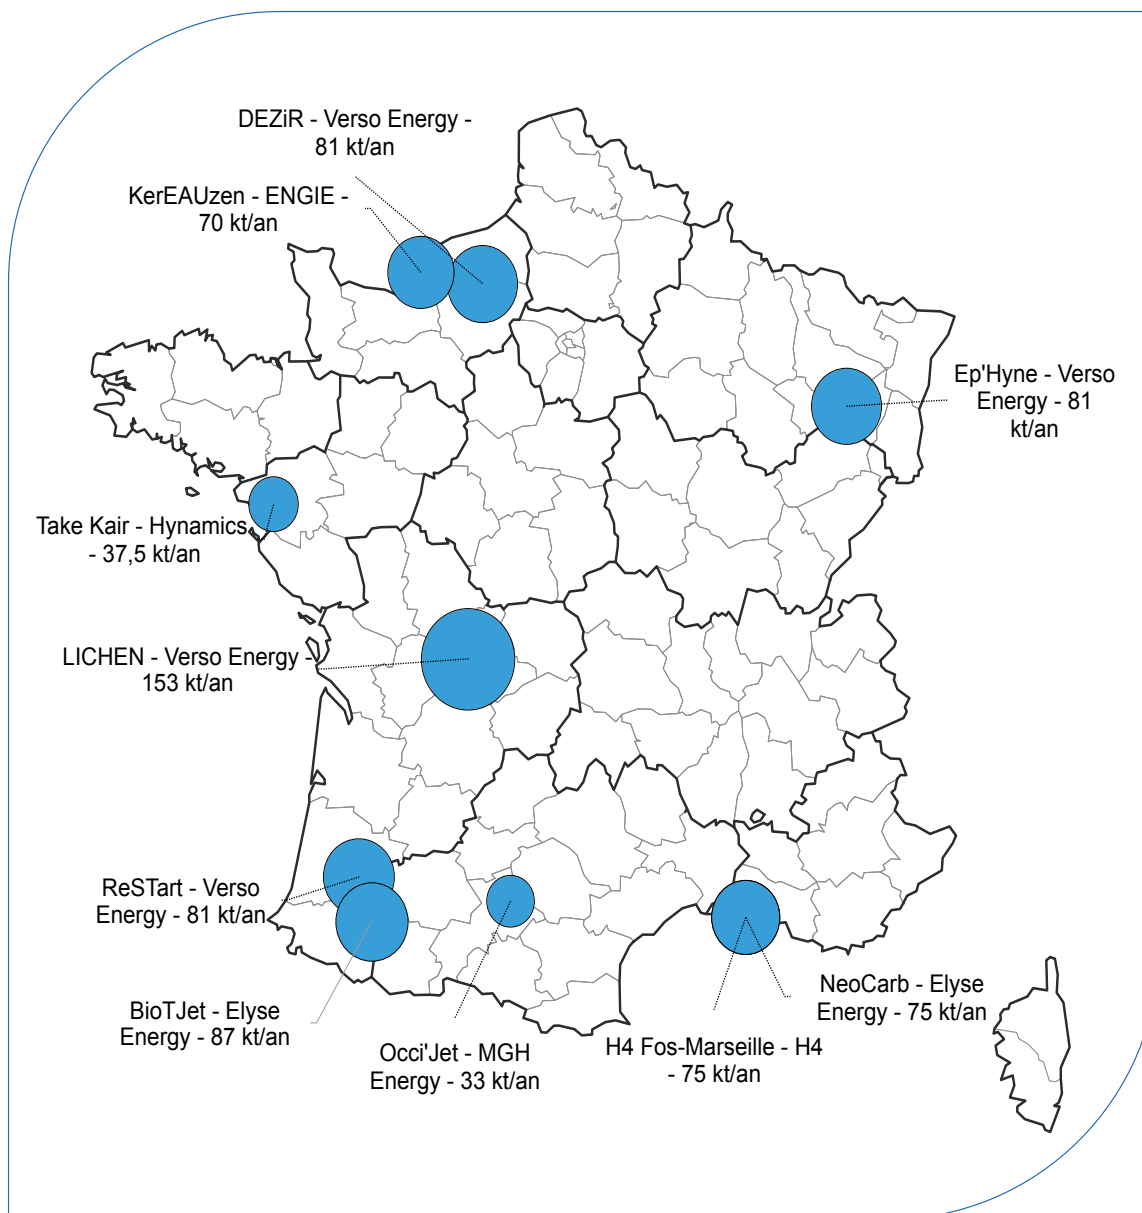 DEZiR - Verso Energy -
81 kt/an
KerEAUzen - ENGIE -
70 kt/an
Ep'Hyne - Verso
Energy - 81
kt/an
Take Kair - Hynamics
- 37,5 kt/an
LICHEN - Verso Energy -
153 kt/an
ReSTart - Verso
Energy - 81 kt/an
BioTJet - Elyse
Energy - 87 kt/an
Occi'Jet - MGH
Energy - 33 kt/an
H4 Fos-Marseille - H4
- 75 kt/an
NeoCarb - Elyse
Energy - 75 kt/an